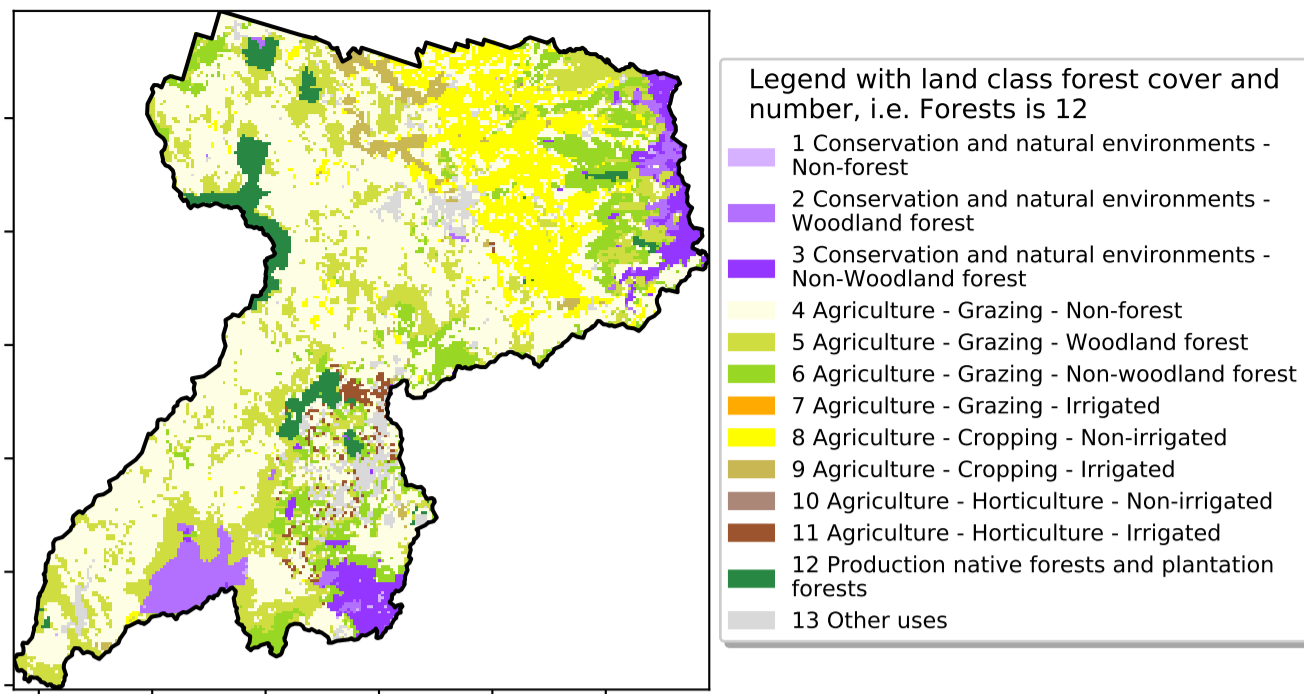 Legend with land class forest cover and
number, i.e. Forests is 12
1 Conservation and natural environments -
Non-forest
2 Conservation and natural environments -
Woodland forest
3 Conservation and natural environments -
Non-Woodland forest
4 Agriculture - Grazing - Non-forest
5 Agriculture - Grazing - Woodland forest
6 Agriculture - Grazing - Non-woodland forest
7 Agriculture - Grazing - Irrigated
8 Agriculture - Cropping - Non-irrigated
9 Agriculture - Cropping - Irrigated
10 Agriculture - Horticulture - Non-irrigated
11 Agriculture - Horticulture - Irrigated
12 Production native forests and plantation
forests
13 Other uses